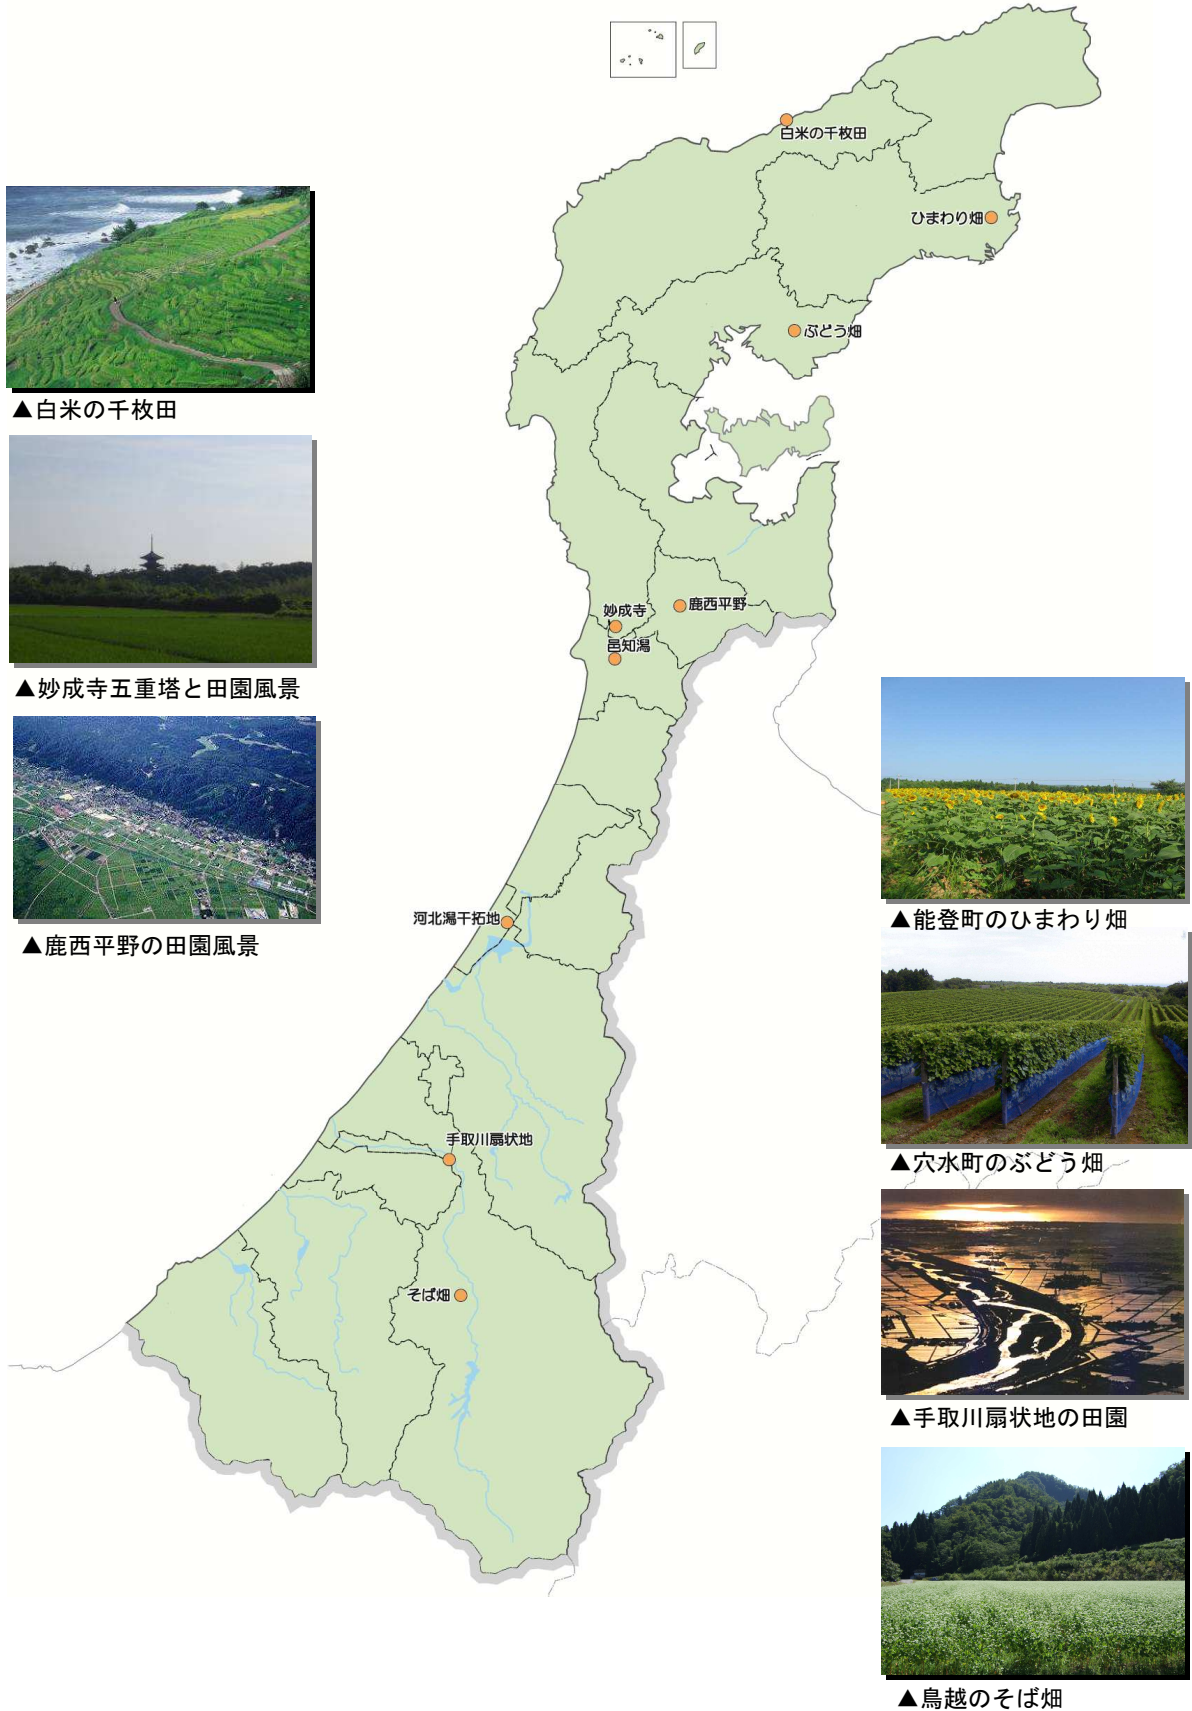 白米の千枚田
ひまわり畑
ぶどう畑
▲白米の千枚田
▲妙成寺五重塔と田園風景
▲鹿西平野の田園風景
妙成寺
鹿西平野
邑知潟
河北潟干拓地
手取川扇状地
そば畑
▲能登町のひまわり畑
▲穴水町のぶどう畑
▲手取川扇状地の田園
▲鳥越のそば畑